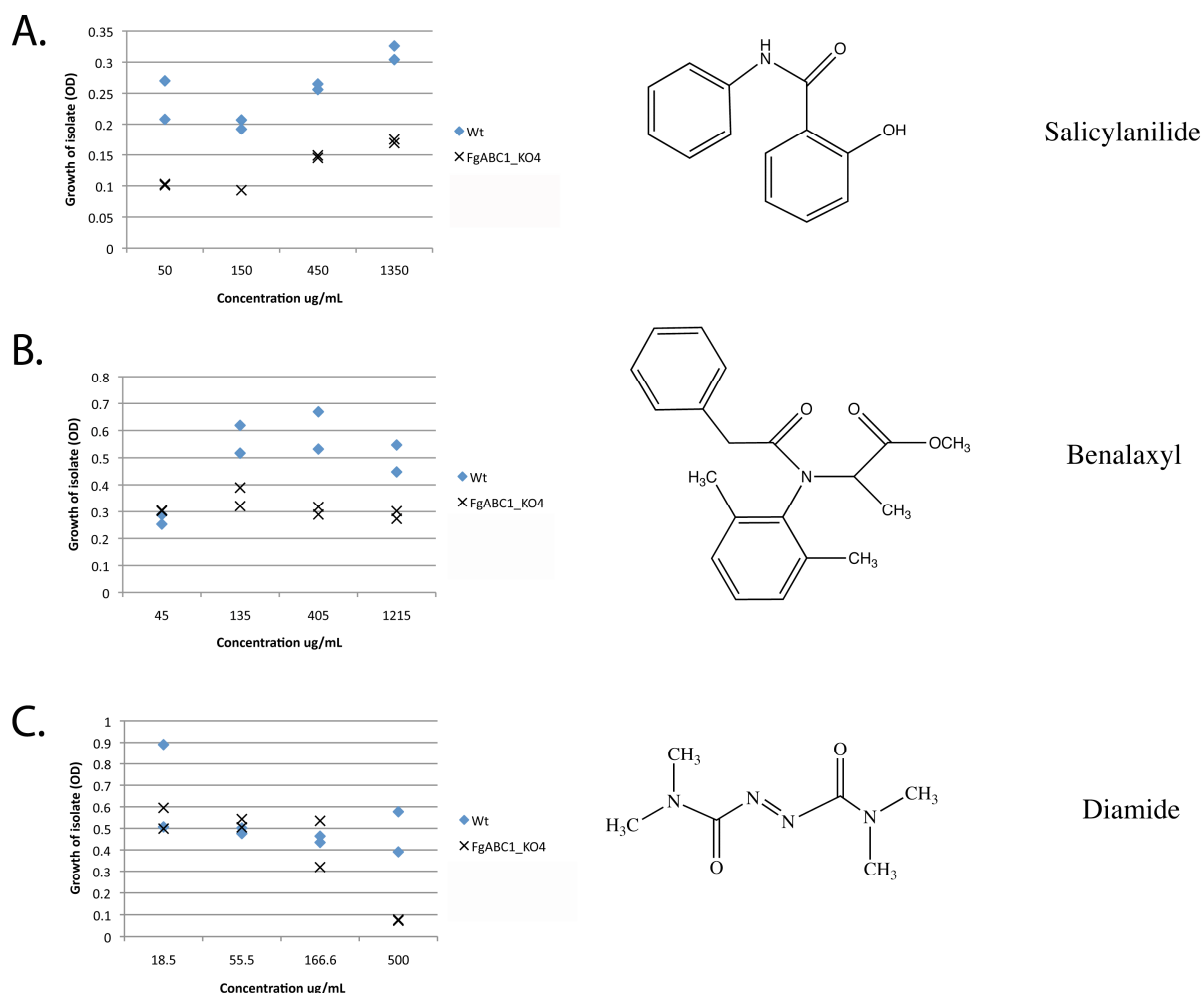 A.
0.35
0.3
0.25
0.2
0.15
0.1
0.05
0
Growth of isolate (OD)
50 150 450 1350
Concentration ug/mL
Wt
FgABC1_KO4
H
N
O
OH
Salicylanilide
B.
0.8
0.7
0.6
0.5
0.4
0.3
0.2
0.1
0
Growth of isolate (OD)
45 135 405 1215
Concentration ug/mL
Wt
FgABC1_KO4
O O
OCH3
H3C N
CH3
CH3
Benalaxyl
C.
1
0.9
0.8
0.7
0.6
0.5
0.4
0.3
0.2
0.1
0
Growth of isolate (OD)
18.5 55.5 166.6 500
Concentration ug/mL
Wt
FgABC1_KO4
CH3 O
N N CH3
H3C N N
O CH3
Diamide